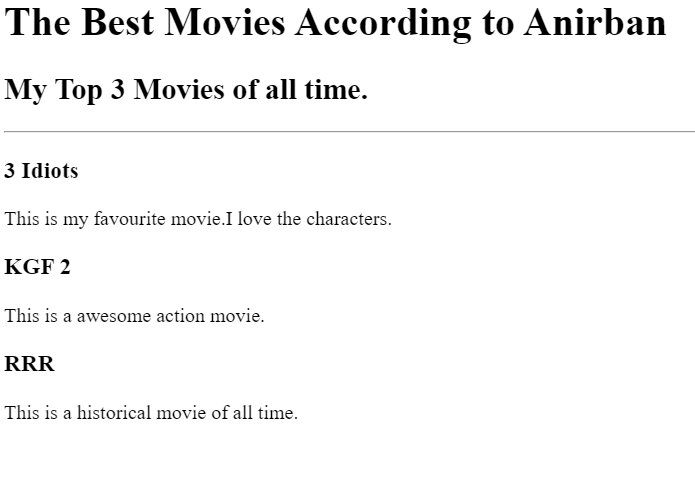 The Best Movies According to Anirban
My Top 3 Movies of all time.
3 Idiots
This is my favourite movie.I love the characters.
KGF 2
This is a awesome action movie.
RRR
This is a historical movie of all time.